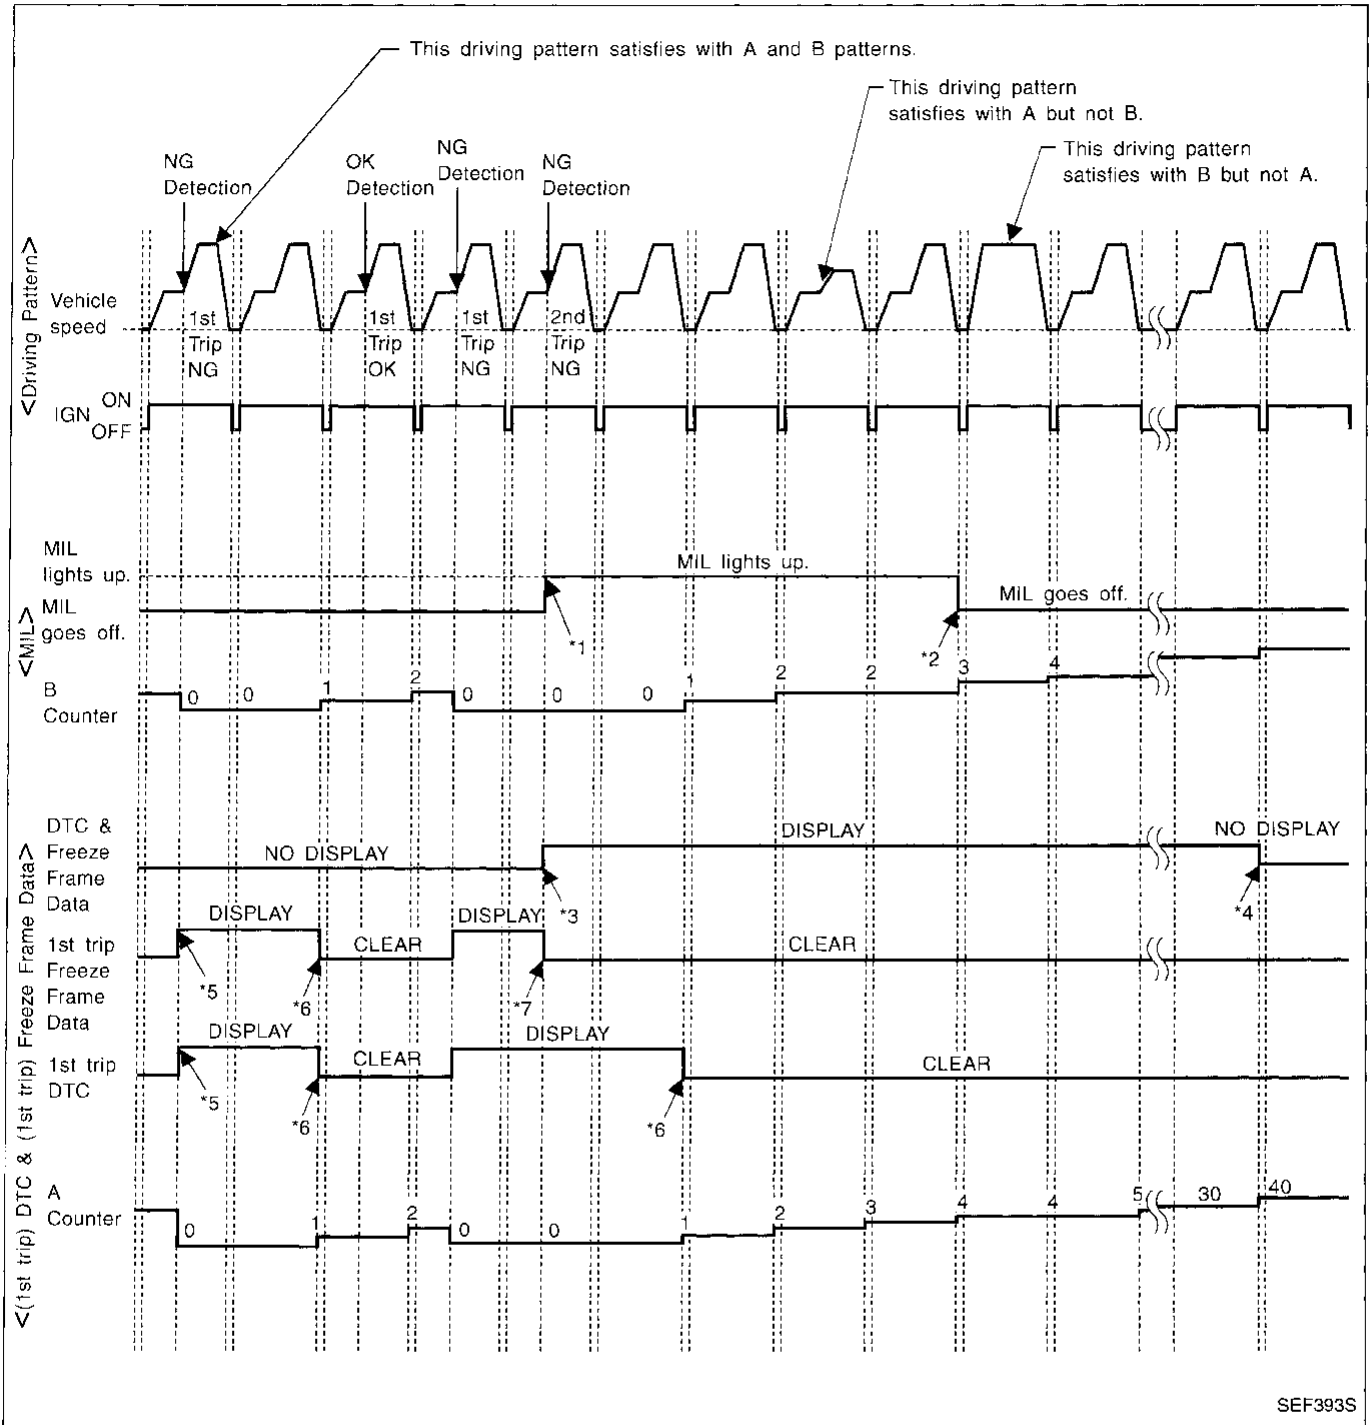 This driving pattern satisfies with A and B patterns.
This driving pattern
satisfies with A but not B.
This driving pattern
satisfies with B but not A.
NG
Detection
OK
Detection
NG
Detection
NG
Detection
<Driving Pattern>
Vehicle
speed
1st
Trip
NG
1st
Trip
OK
1st
Trip
NG
2nd
Trip
NG
IGN
ON
OFF
<MIL>
MIL
lights up.
MIL lights up.
MIL
goes off.
MIL goes off.
*1
*2
B
Counter
0 0 1 2 0 0 0 1 2 2 3 4
<(1st trip) DTC & (1st trip) Freeze Frame Data>
DTC &
Freeze
Frame
Data
NO DISPLAY
DISPLAY
NO DISPLAY
*3
*4
1st trip
Freeze
Frame
Data
DISPLAY
CLEAR
DISPLAY
CLEAR
*5
*6
*7
1st trip
DTC
DISPLAY
CLEAR
DISPLAY
CLEAR
*5
*6
*6
A
Counter
0 1 2 0 0 1 2 3 4 4 5 30 40
SEF393S